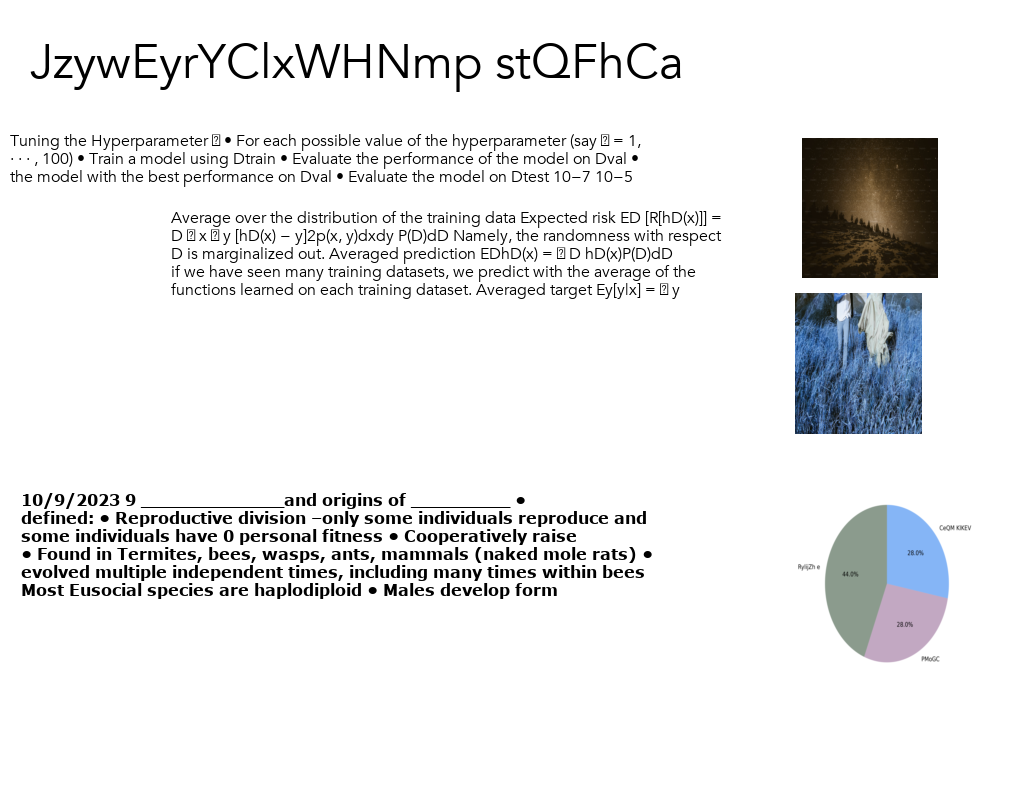 JzywEyrYClxWHNmp stQFhCa
Tuning the Hyperparameter � • For each possible value of the hyperparameter (say � = 1,
· · · , 100) • Train a model using Dtrain • Evaluate the performance of the model on Dval •
the model with the best performance on Dval • Evaluate the model on Dtest 10−7 10−5
Average over the distribution of the training data Expected risk ED [R[hD(x)]] =
D � x � y [hD(x) − y]2p(x, y)dxdy P(D)dD Namely, the randomness with respect
D is marginalized out. Averaged prediction EDhD(x) = � D hD(x)P(D)dD
if we have seen many training datasets, we predict with the average of the
functions learned on each training dataset. Averaged target Ey[y|x] = � y
10/9/2023 9 _________________and origins of ____________ •
defined: • Reproductive division –only some individuals reproduce and
some individuals have 0 personal fitness • Cooperatively raise
• Found in Termites, bees, wasps, ants, mammals (naked mole rats) •
evolved multiple independent times, including many times within bees
Most Eusocial species are haplodiploid • Males develop form
CeQM KIKEV
28.0%
RyIijZh e
44.0%
28.0%
PMoGC